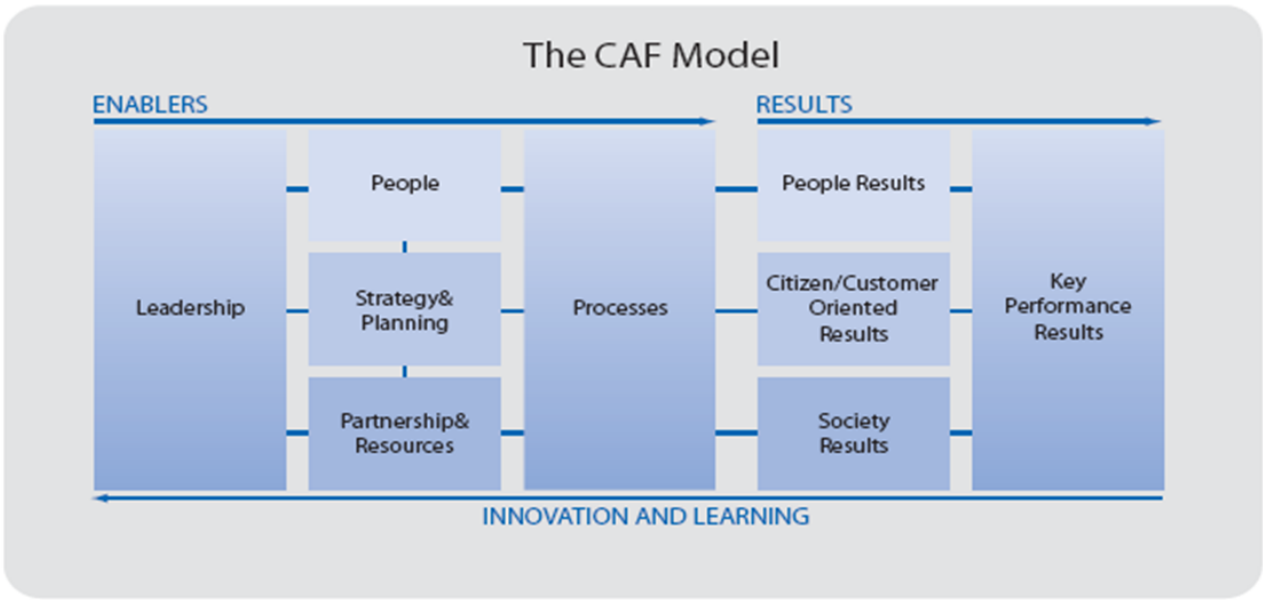 The CAF Model
ENABLERS
RESULTS
Leadership
People
Strategy&
Planning
Partnership&
Resources
Processes
People Results
Citizen/Customer
Oriented
Results
Society
Results
Key
Performance
Results
INNOVATION AND LEARNING